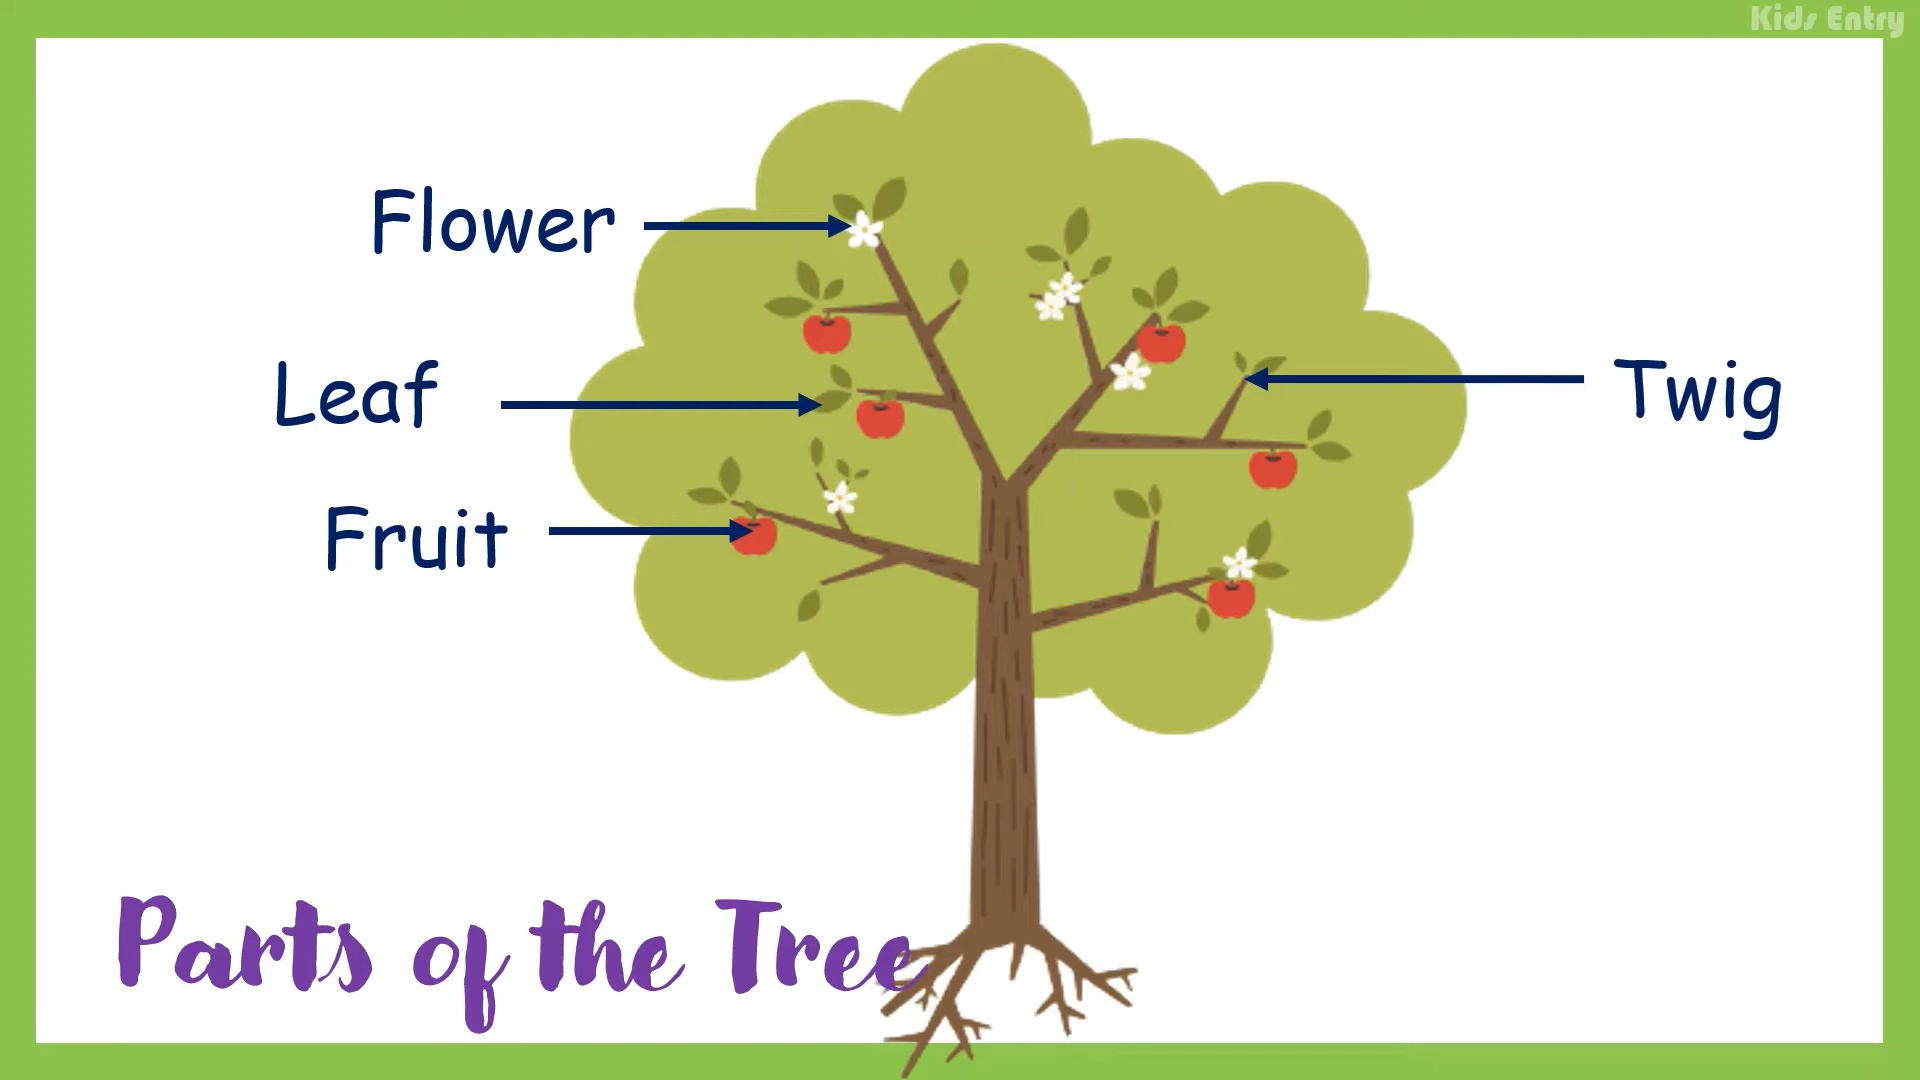 Kids Entry
Flower
Leaf
Twig
Fruit
Parts of the Tree